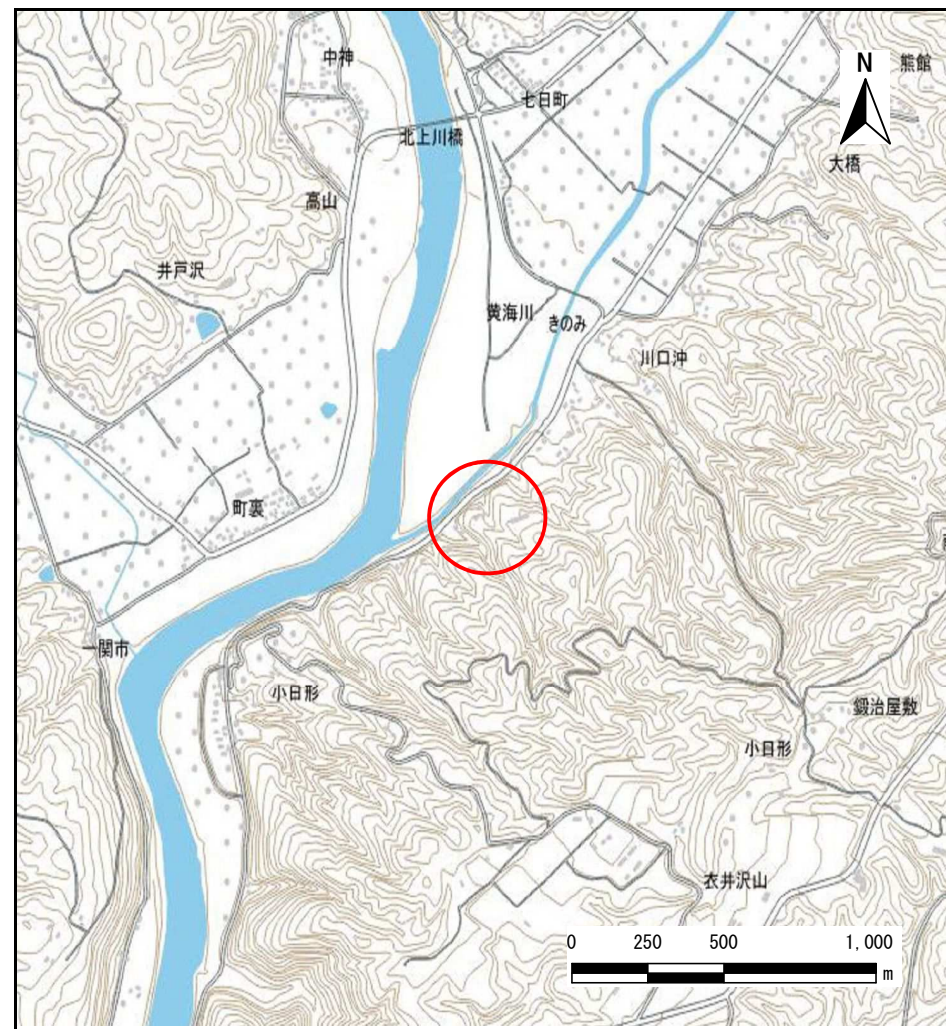 中神
N
熊館
七日町
北上川橋
大橋
高山
井戸沢
黄海川
きのみ
川口沖
町裏
一関市
小日形
鍛治屋敷
小日形
衣井沢山
0 250 500 1,000
m